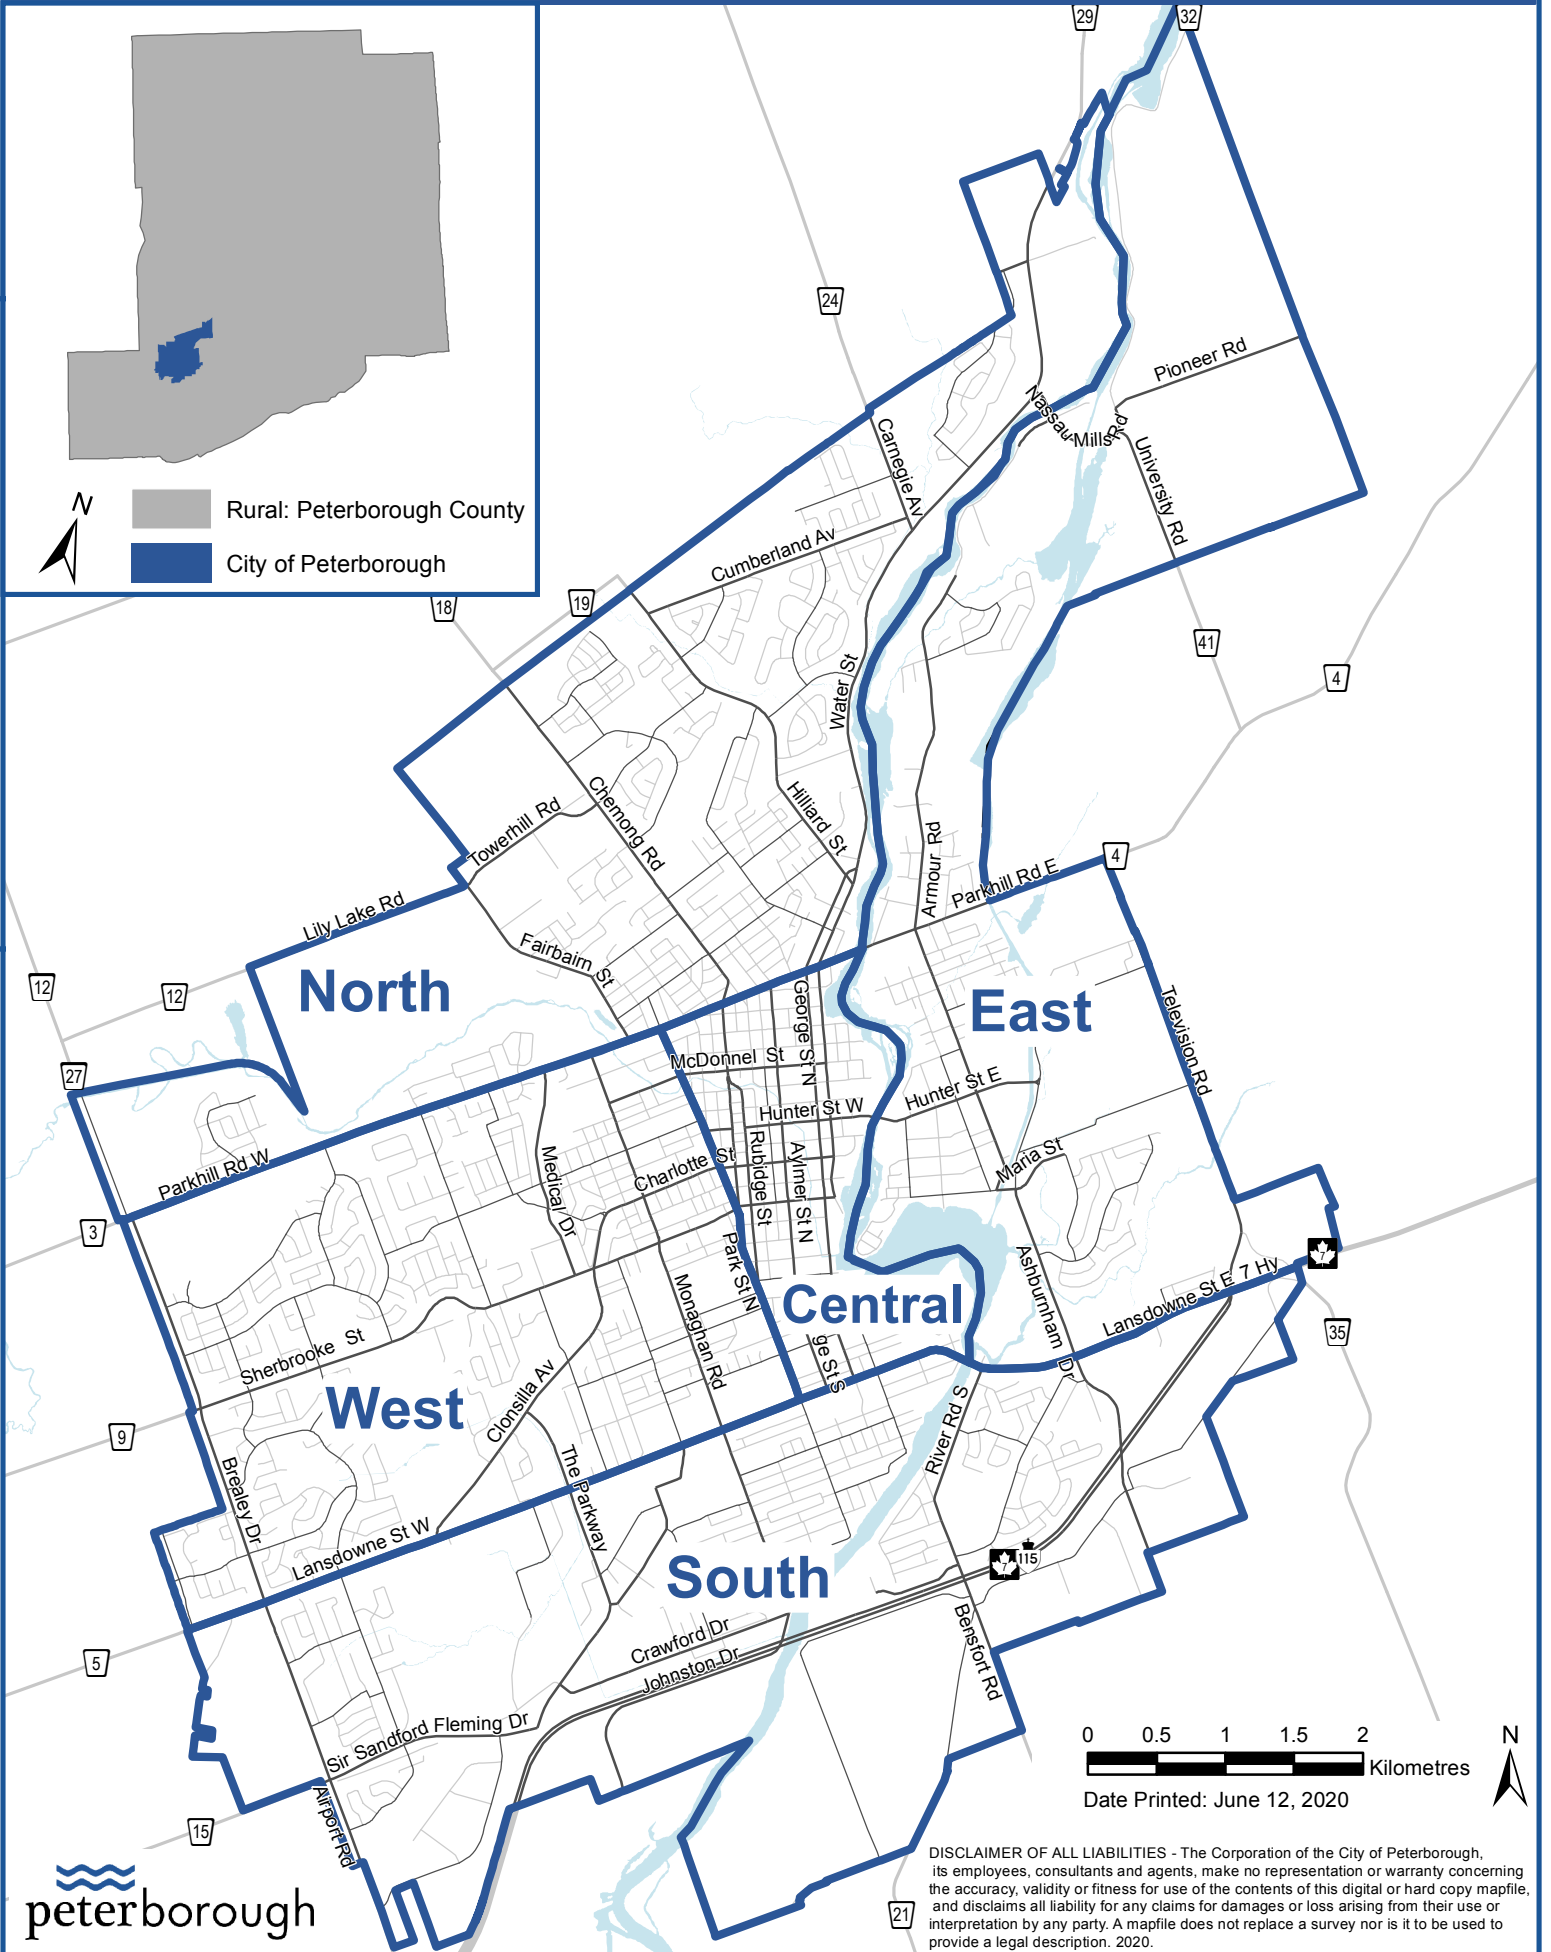 29
32
N
Rural: Peterborough County
City of Peterborough
24
Pioneer Rd
Nassau Mills Rd
Carnegie Av
University Rd
Cumberland Av
18
19
41
4
Water St
Chemong Rd
Hilliard St
Towerhill Rd
Armour Rd
Parkhill Rd E
4
Lily Lake Rd
Fairbairn St
12
12
North
East
George St N
Television Rd
27
McDonnel St
Hunter St W
Hunter St E
Parkhill Rd W
Medical Dr
Charlotte St
Rubidge St
Aylmer St N
Maria St
3
Park St N
Ashburnham Dr
7
Lansdowne St E 7 Hy
Monaghan Rd
Central
35
Sherbrooke St
ge St S
West
Clonsilla Av
River Rd S
9
Brealey Dr
The Parkway
Lansdowne St W
South
7
115
Bensfort Rd
5
Crawford Dr
Johnston Dr
Sir Sandford Fleming Dr
Airport Rd
15
21
0 0.5 1 1.5 2
Kilometres
N
Date Printed: June 12, 2020
peterborough
DISCLAIMER OF ALL LIABILITIES - The Corporation of the City of Peterborough,
its employees, consultants and agents, make no representation or warranty concerning
the accuracy, validity or fitness for use of the contents of this digital or hard copy mapfile,
and disclaims all liability for any claims for damages or loss arising from their use or
interpretation by any party. A mapfile does not replace a survey nor is it to be used to
provide a legal description. 2020.